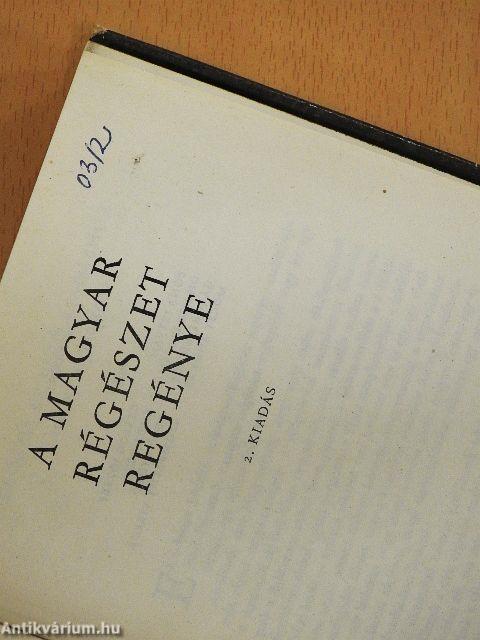 03/2
A MAGYAR
RÉGÉSZET
REGÉNYE
2. KIADÁS
Antikvárium.hu